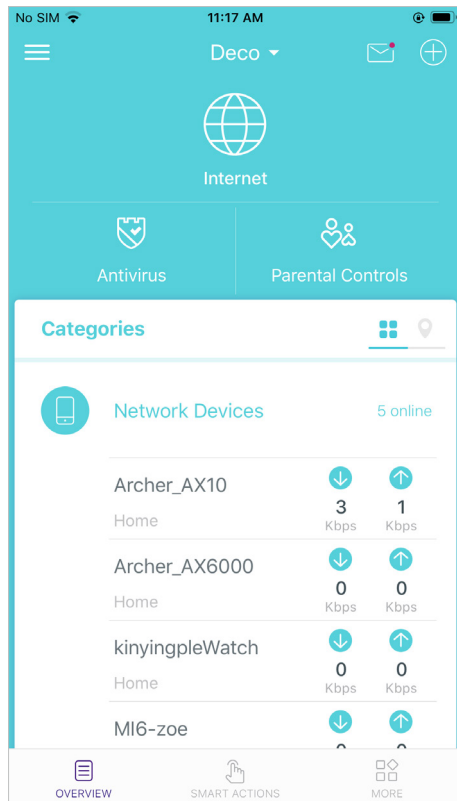 No SIM 11:17 AM
Deco
Internet
Antivirus Parental Controls
Categories
Network Devices 5 online
Archer_AX10
Home
3 1
Kbps Kbps
Archer_AX6000
Home
0 0
Kbps Kbps
kinyingpleWatch
Home
0 0
Kbps Kbps
MI6-zoe
OVERVIEW SMART ACTIONS MORE